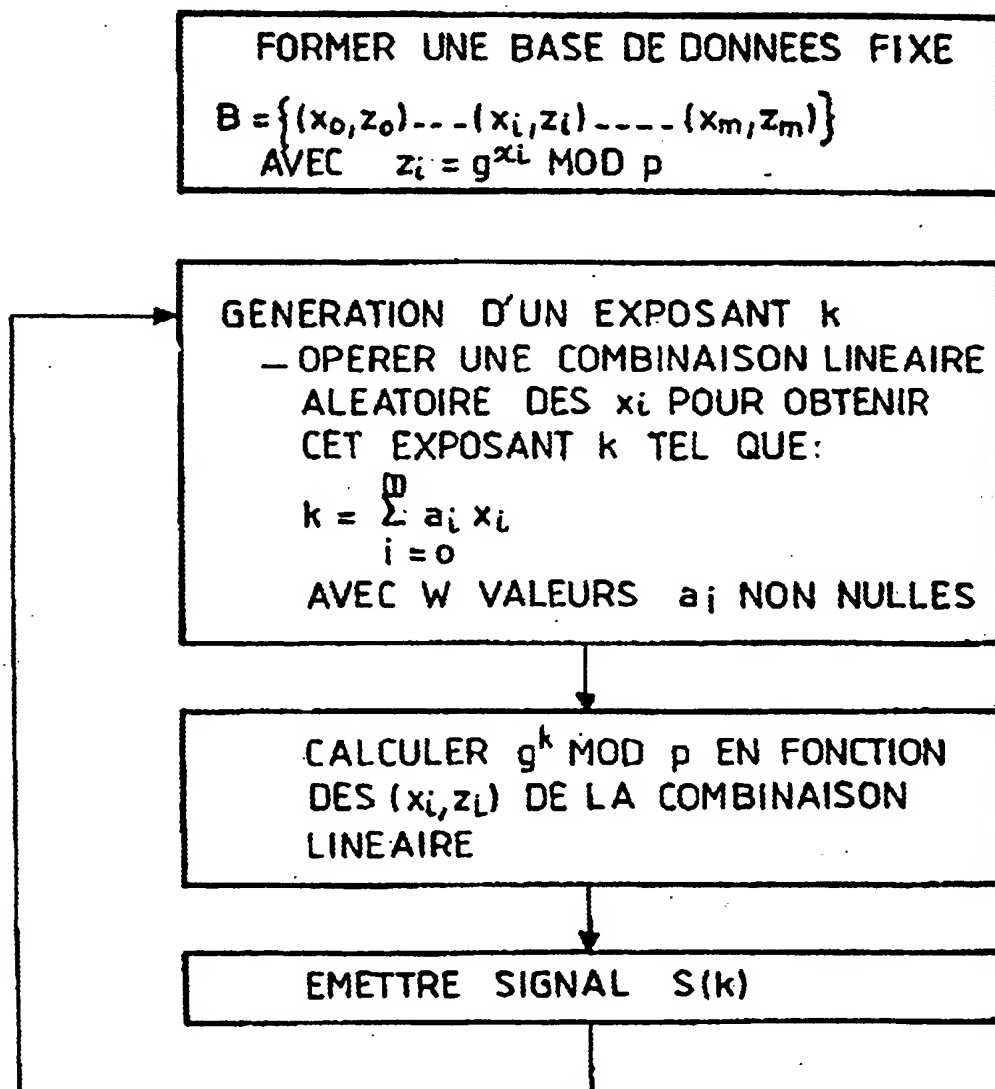 FORMER UNE BASE DE DONNEES FIXE
B = {(x₀,z₀)---(xᵢ,zᵢ)-----(xₘ,zₘ)}
AVEC zᵢ = g^xᵢ MOD p
GENERATION D'UN EXPOSANT k
— OPERER UNE COMBINAISON LINEAIRE
ALEATOIRE DES xᵢ POUR OBTENIR
CET EXPOSANT k TEL QUE:
m
k = Σ aᵢ xᵢ
i = 0
AVEC W VALEURS aᵢ NON NULLES
CALCULER g^k MOD p EN FONCTION
DES (xᵢ,zᵢ) DE LA COMBINAISON
LINEAIRE
EMETTRE SIGNAL S(k)